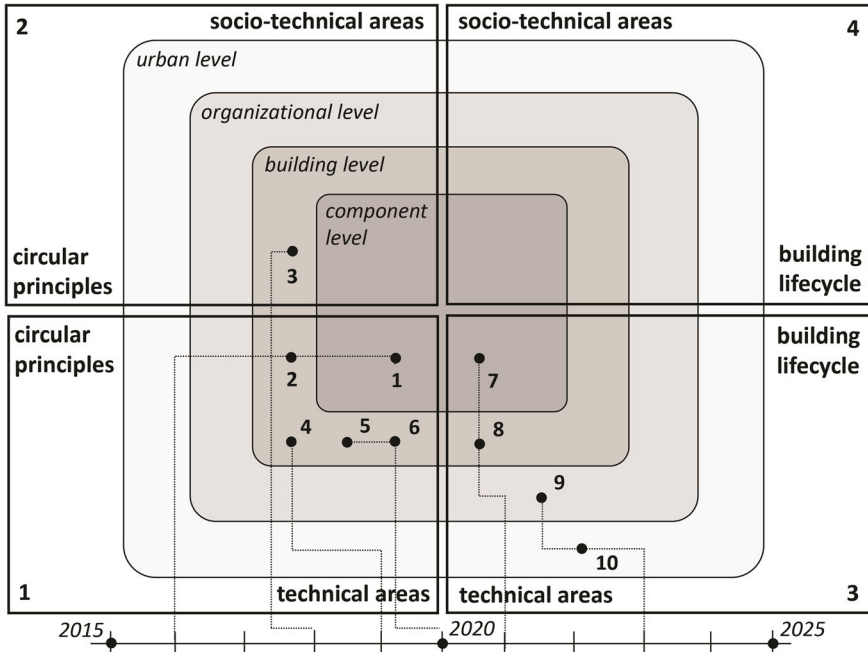 2
socio-technical areas
socio-technical areas
4
urban level
organizational level
building level
component
level
3
circular
principles
building
lifecycle
circular
principles
building
lifecycle
2
1
7
4
5
6
8
9
10
1
technical areas
technical areas
3
2015
2020
2025